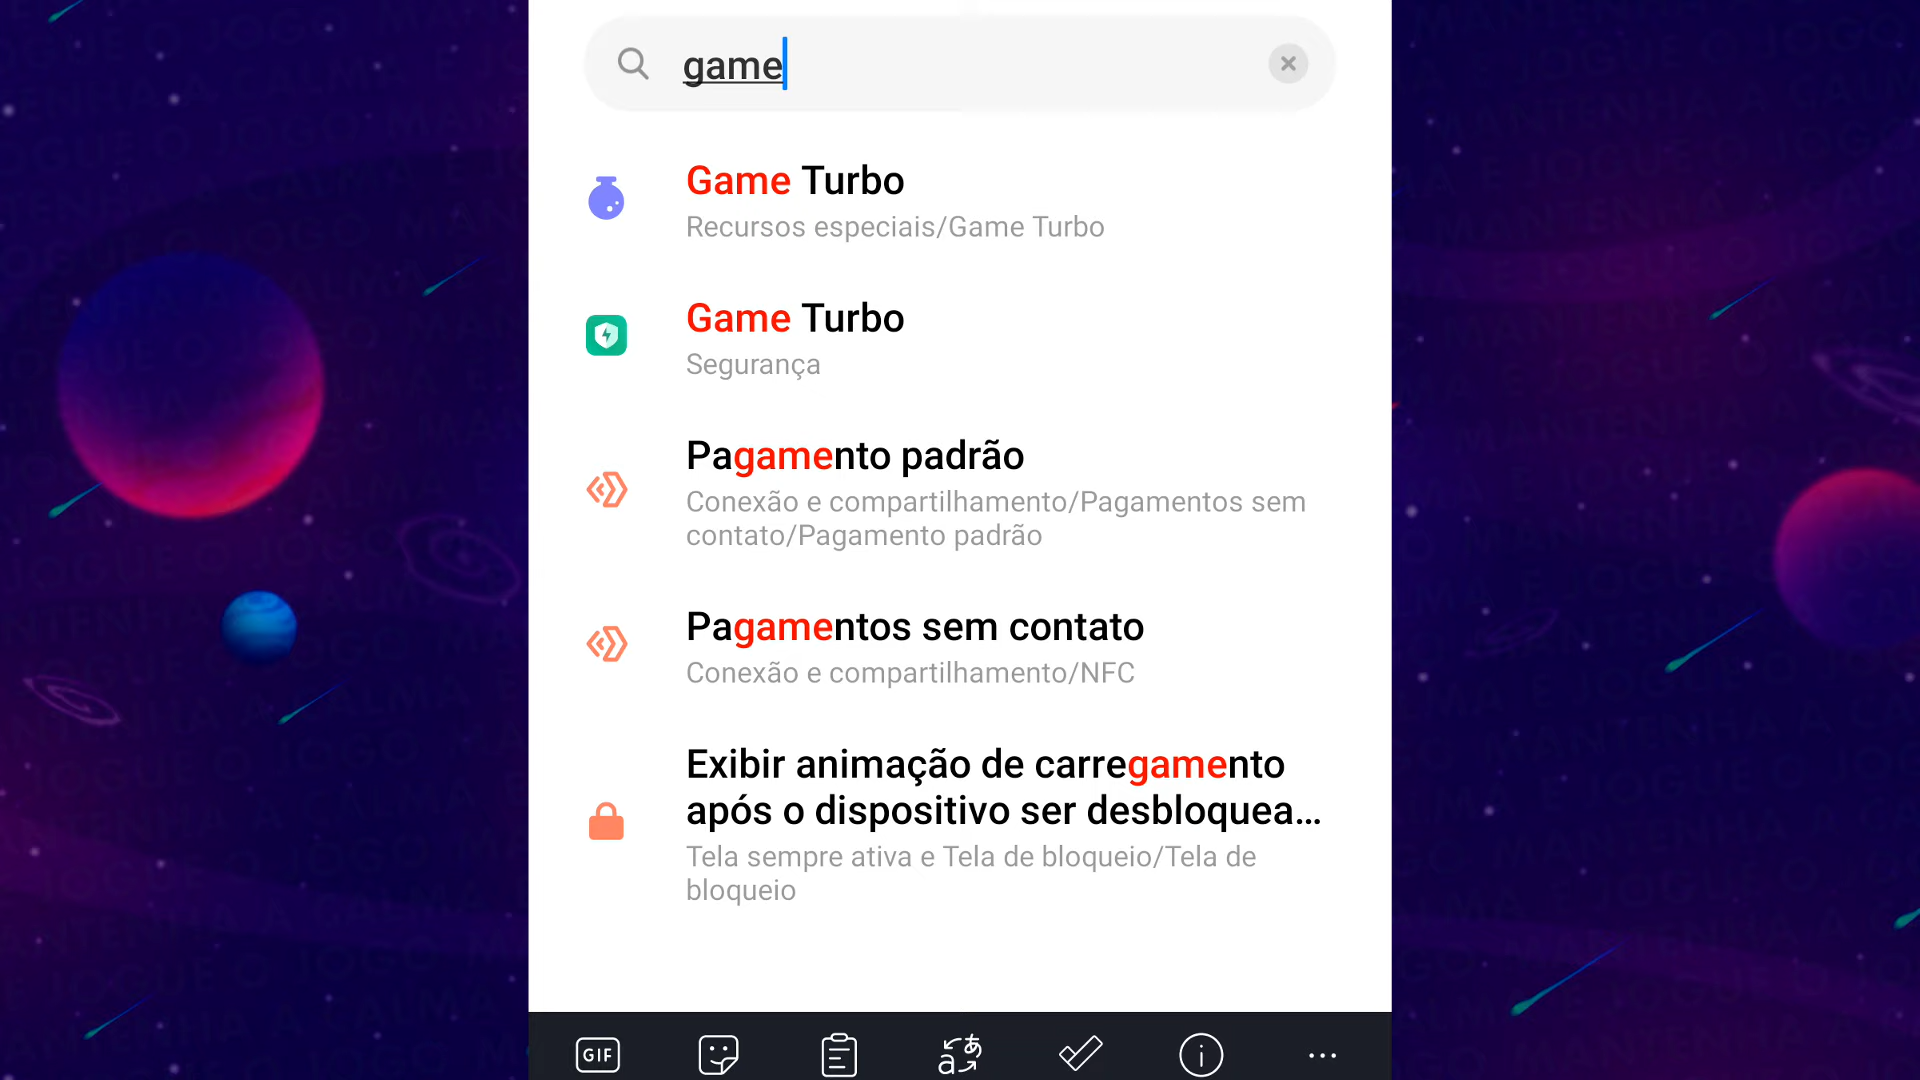 game
Game Turbo
Recursos especiais/Game Turbo
Game Turbo
Segurança
Pagamento padrão
Conexão e compartilhamento/Pagamentos sem
contato/Pagamento padrão
Pagamentos sem contato
Conexão e compartilhamento/NFC
Exibir animação de carregamento
após o dispositivo ser desbloquea...
Tela sempre ativa e Tela de bloqueio/Tela de
bloqueio
GIF